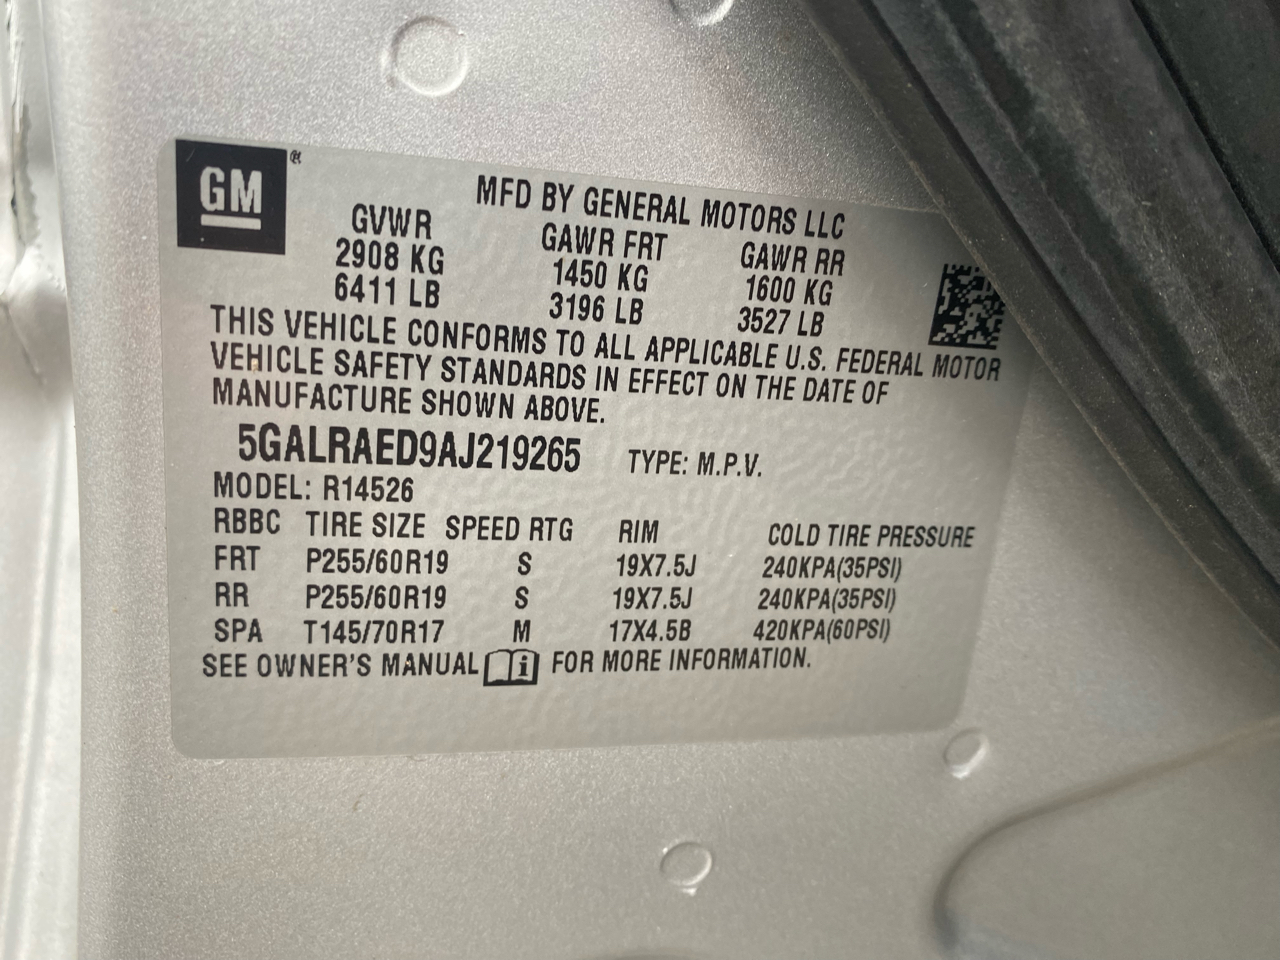 GM
MFD BY GENERAL MOTORS LLC
GVWR GAWR FRT GAWR RR
2908 KG 1450 KG 1600 KG
6411 LB 3196 LB 3527 LB
THIS VEHICLE CONFORMS TO ALL APPLICABLE U.S. FEDERAL MOTOR
VEHICLE SAFETY STANDARDS IN EFFECT ON THE DATE OF
MANUFACTURE SHOWN ABOVE.
5GALRAED9AJ219265 TYPE: M.P.V.
MODEL: R14526
RBBC TIRE SIZE SPEED RTG RIM COLD TIRE PRESSURE
FRT P255/60R19 S 19X7.5J 240KPA(35PSI)
RR P255/60R19 S 19X7.5J 240KPA(35PSI)
SPA T145/70R17 M 17X4.5B 420KPA(60PSI)
SEE OWNER'S MANUAL i FOR MORE INFORMATION.